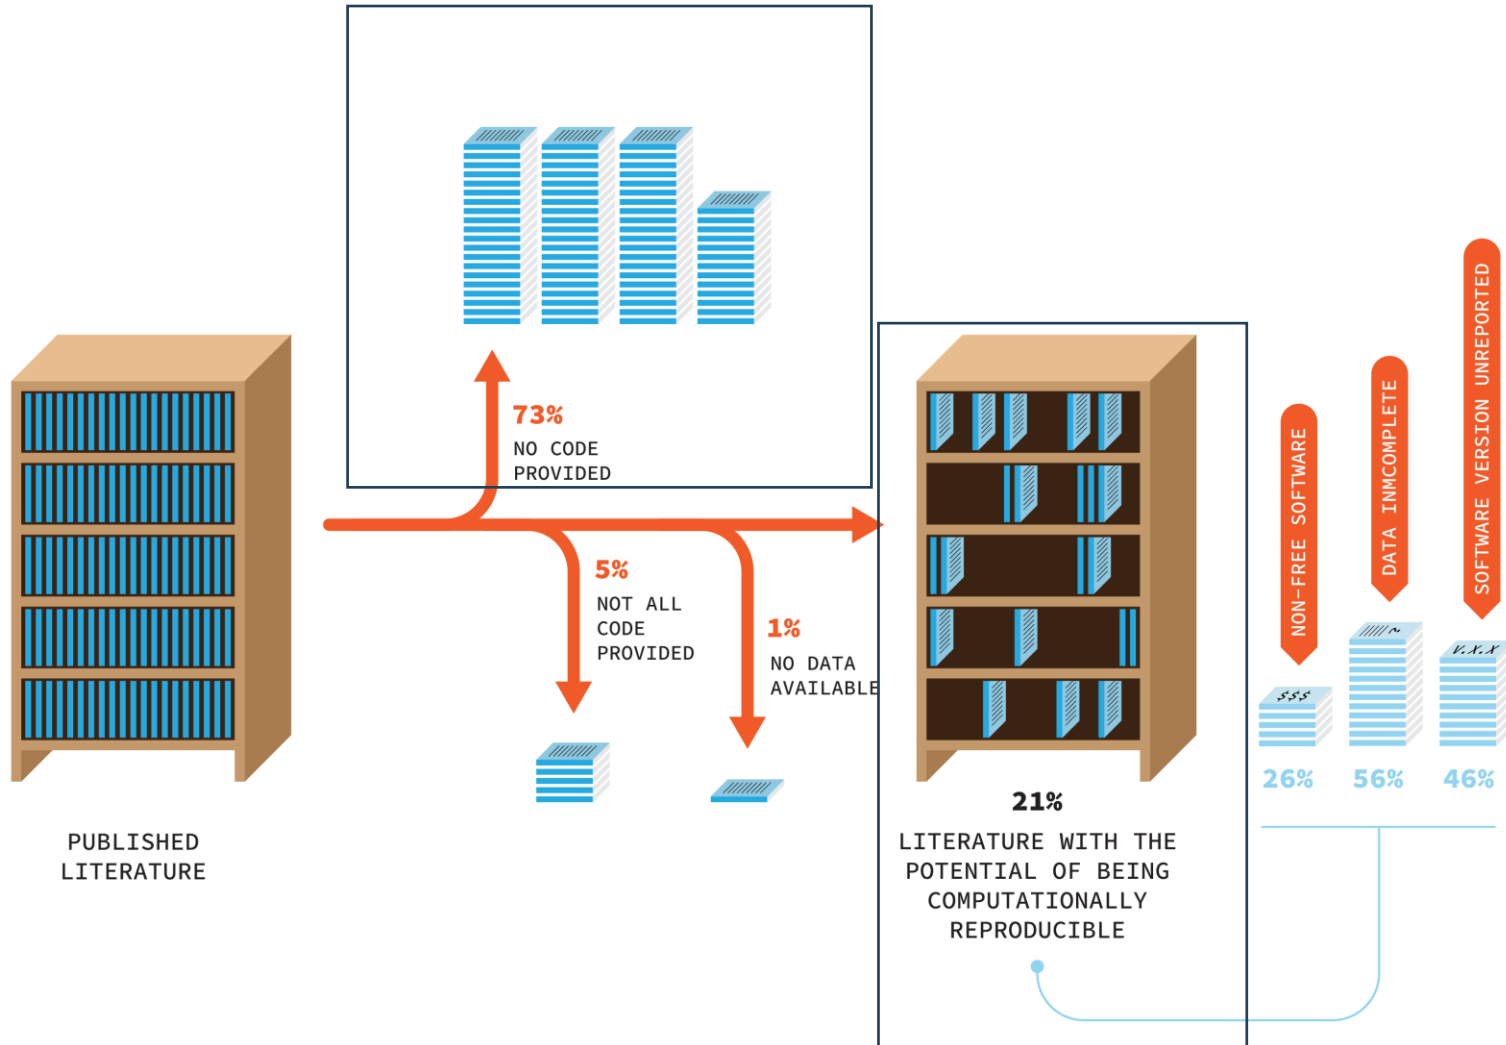 73%
NO CODE
PROVIDED
5%
NOT ALL
CODE
PROVIDED
1%
NO DATA
AVAILABLE
PUBLISHED
LITERATURE
21%
LITERATURE WITH THE
POTENTIAL OF BEING
COMPUTATIONALLY
REPRODUCIBLE
NON-FREE SOFTWARE
DATA INMCOMPLETE
SOFTWARE VERSION UNREPORTED
$$$
V.X.X
26%
56%
46%